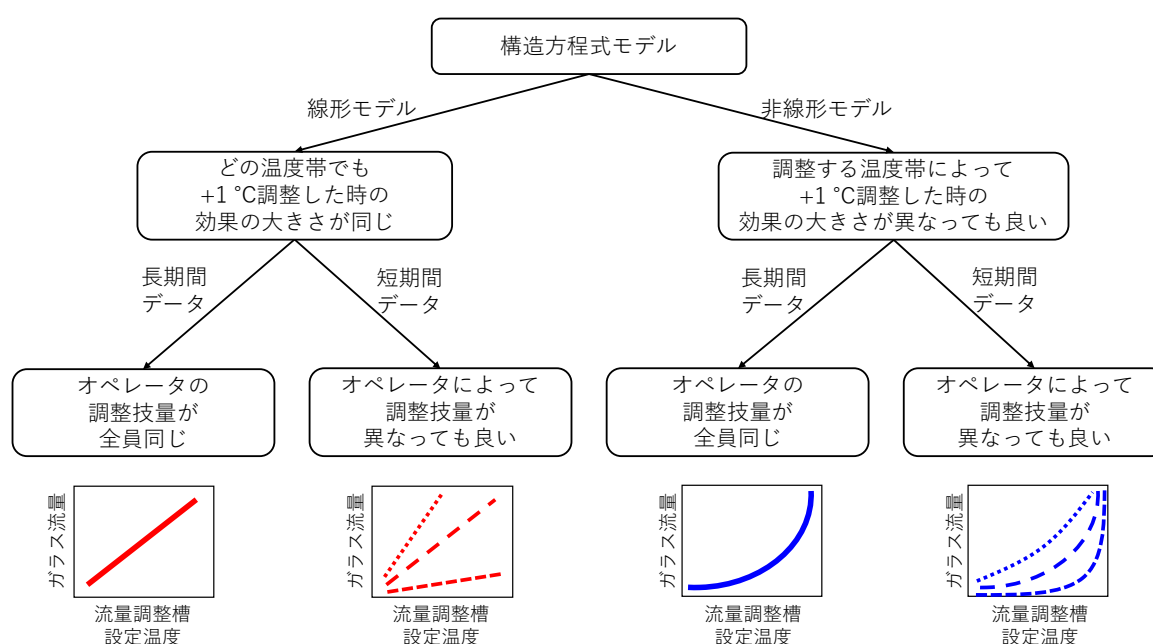 構造方程式モデル
線形モデル
非線形モデル
どの温度帯でも
+1 °C調整した時の
効果の大きさが同じ
調整する温度帯によって
+1 °C調整した時の
効果の大きさが異なっても良い
長期間
データ
短期間
データ
長期間
データ
短期間
データ
オペレータの
調整技量が
全員同じ
オペレータによって
調整技量が
異なっても良い
オペレータの
調整技量が
全員同じ
オペレータによって
調整技量が
異なっても良い
ガラス流量
流量調整槽
設定温度
ガラス流量
流量調整槽
設定温度
ガラス流量
流量調整槽
設定温度
ガラス流量
流量調整槽
設定温度